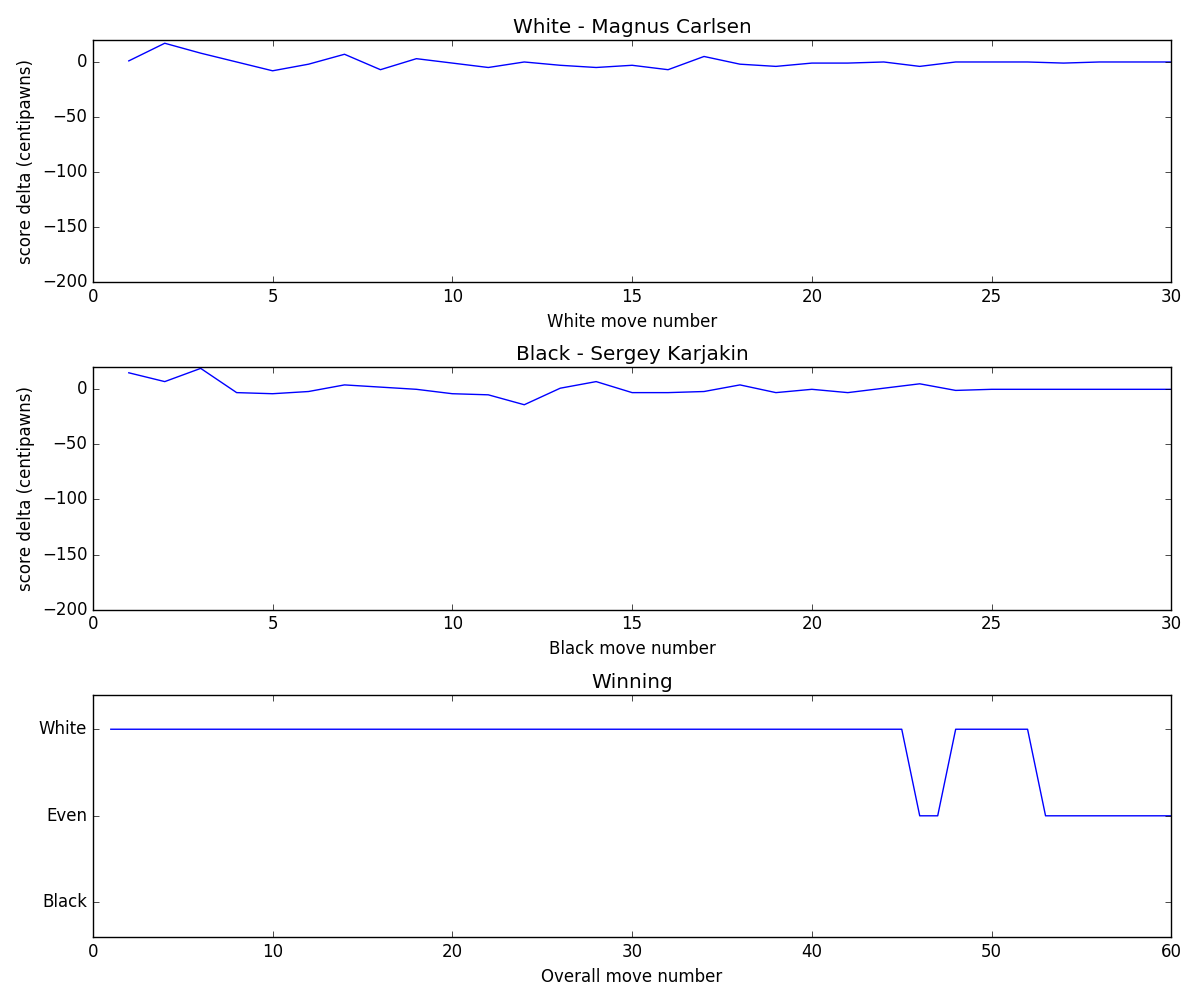 White - Magnus Carlsen
score delta (centipawns)
0
−50
−100
−150
−200
0 5 10 15 20 25 30
White move number
Black - Sergey Karjakin
score delta (centipawns)
0
−50
−100
−150
−200
0 5 10 15 20 25 30
Black move number
Winning
White
Even
Black
0 10 20 30 40 50 60
Overall move number